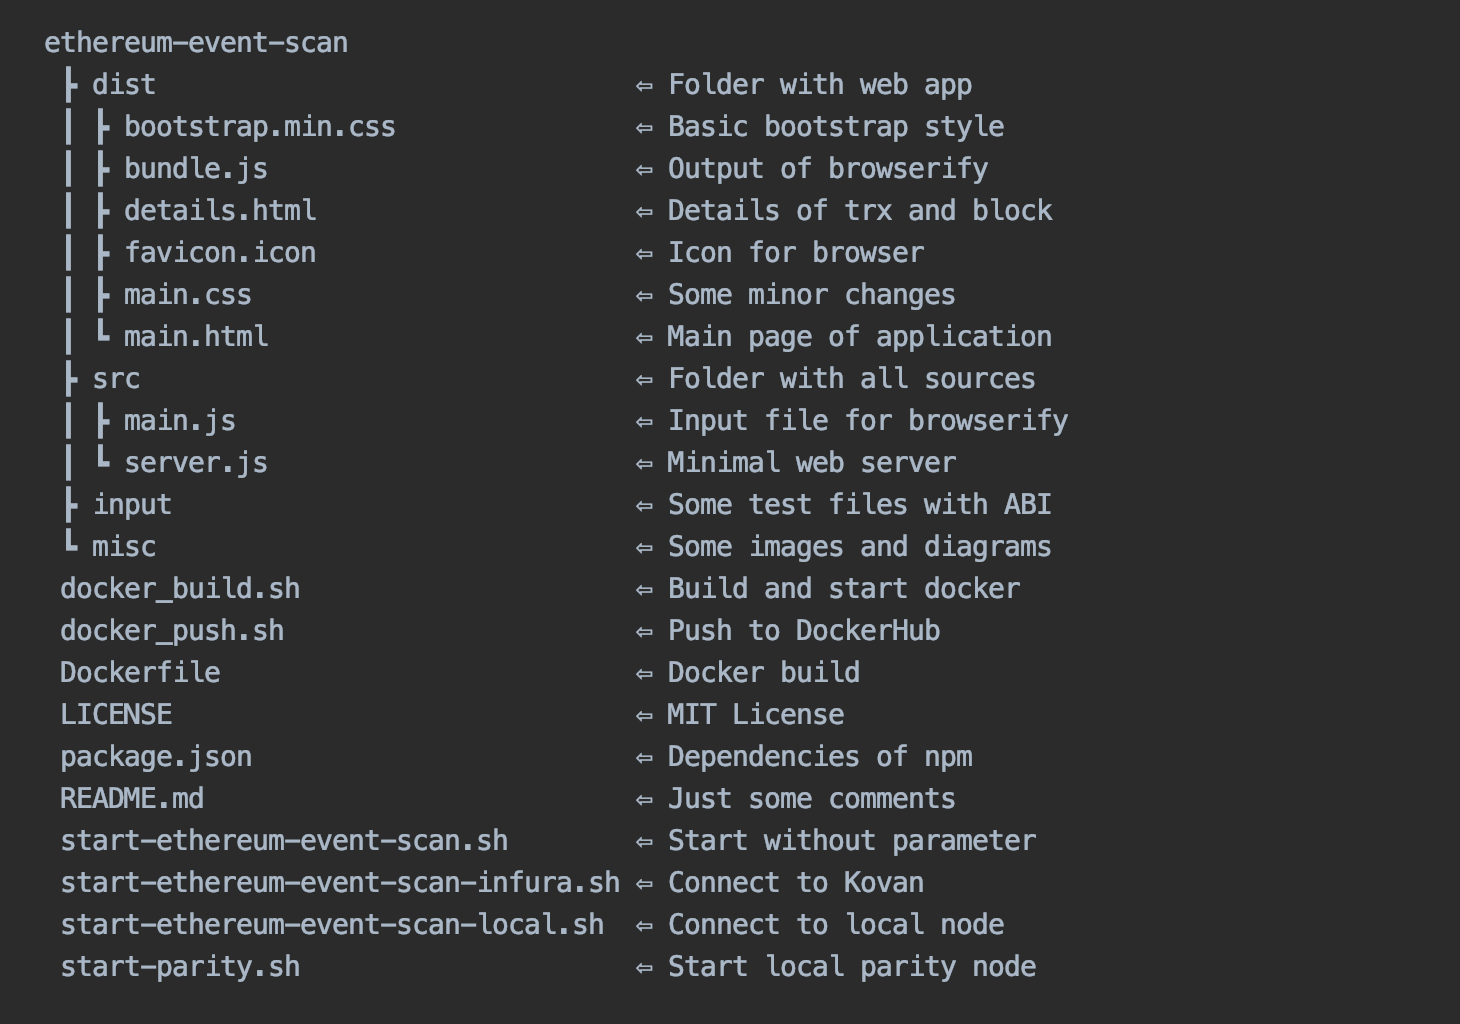 ethereum-event-scan
┣ dist ⇦ Folder with web app
┃ ┣ bootstrap.min.css ⇦ Basic bootstrap style
┃ ┣ bundle.js ⇦ Output of browserify
┃ ┣ details.html ⇦ Details of trx and block
┃ ┣ favicon.icon ⇦ Icon for browser
┃ ┣ main.css ⇦ Some minor changes
┃ ┗ main.html ⇦ Main page of application
┣ src ⇦ Folder with all sources
┃ ┣ main.js ⇦ Input file for browserify
┃ ┗ server.js ⇦ Minimal web server
┣ input ⇦ Some test files with ABI
┗ misc ⇦ Some images and diagrams
docker_build.sh ⇦ Build and start docker
docker_push.sh ⇦ Push to DockerHub
Dockerfile ⇦ Docker build
LICENSE ⇦ MIT License
package.json ⇦ Dependencies of npm
README.md ⇦ Just some comments
start-ethereum-event-scan.sh ⇦ Start without parameter
start-ethereum-event-scan-infura.sh ⇦ Connect to Kovan
start-ethereum-event-scan-local.sh ⇦ Connect to local node
start-parity.sh ⇦ Start local parity node